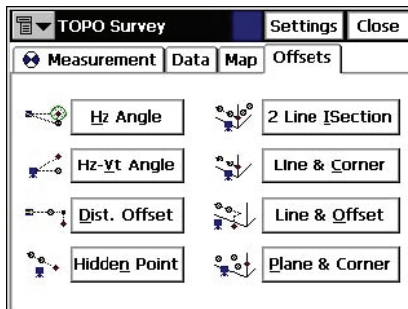 TOPO Survey Settings Close
Measurement Data Map Offsets
Hz Angle 2 Line ISection
Hz-Vt Angle LIne & Corner
Dist. Offset Line & Offset
Hidden Point Plane & Corner